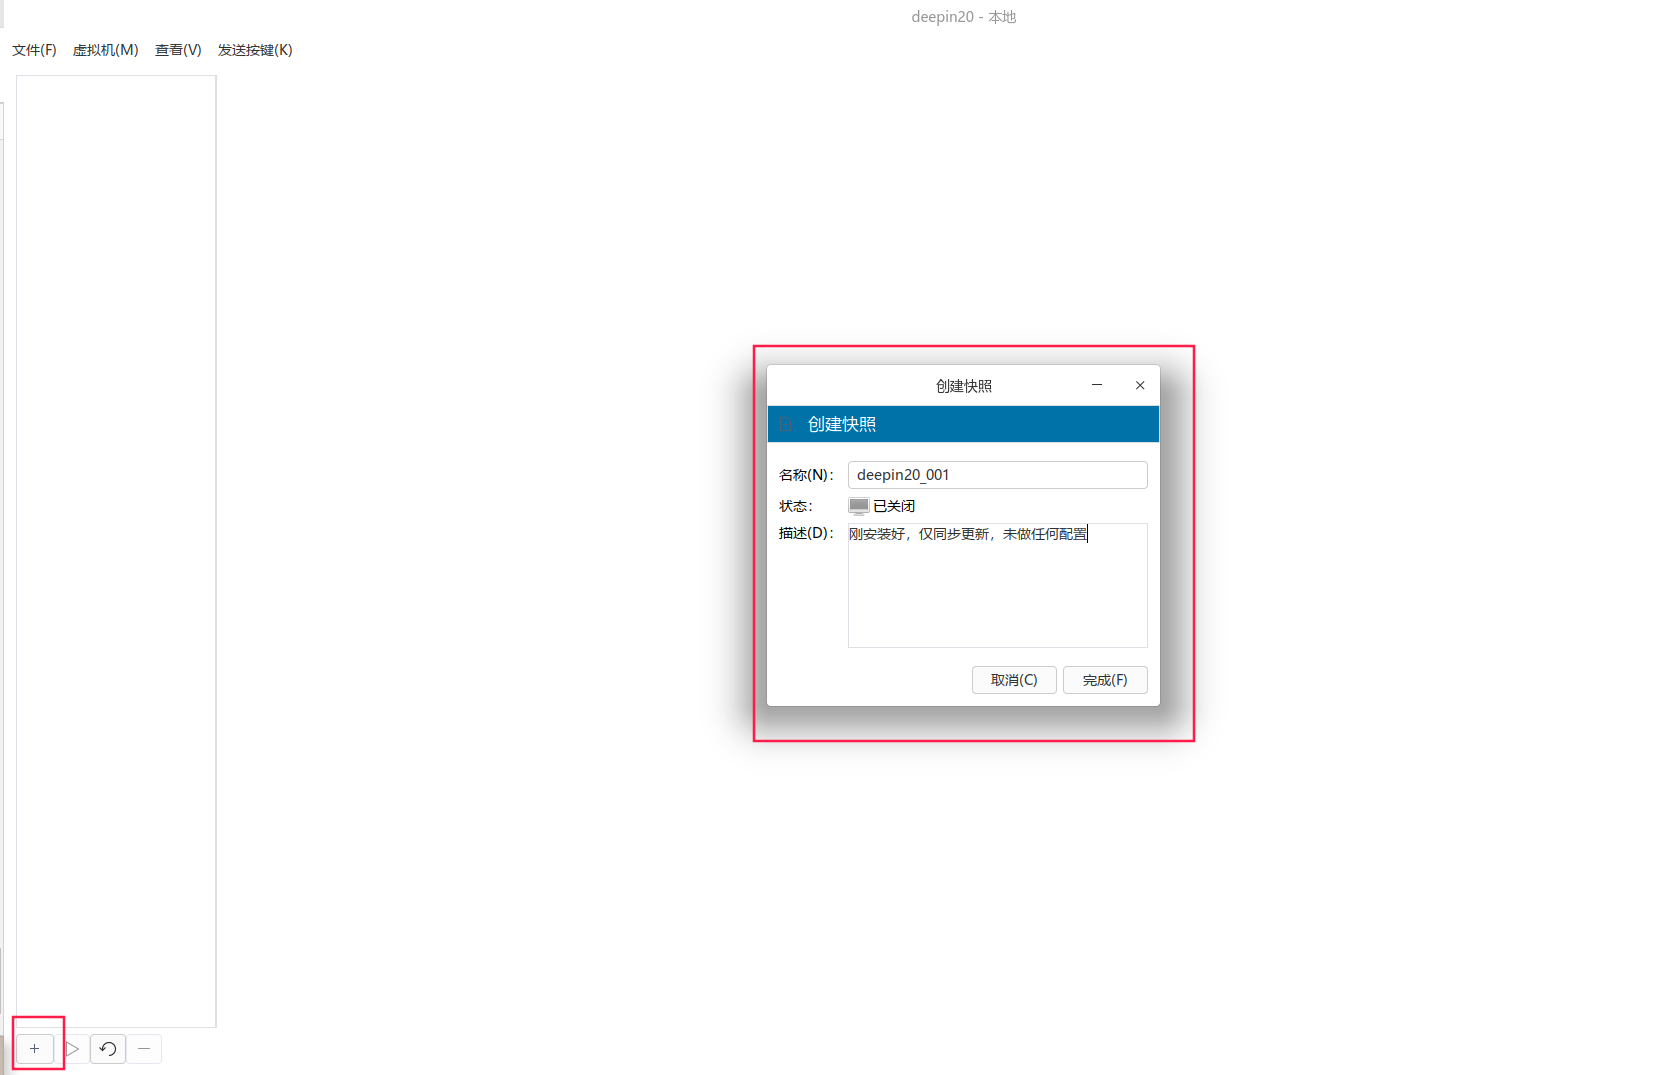 deepin20 - 本地
文件(F) 虚拟机(M) 查看(V) 发送按键(K)
创建快照
创建快照
名称(N)： deepin20_001
状态： 已关闭
描述(D)： 刚安装好，仅同步更新，未做任何配置
取消(C) 完成(F)